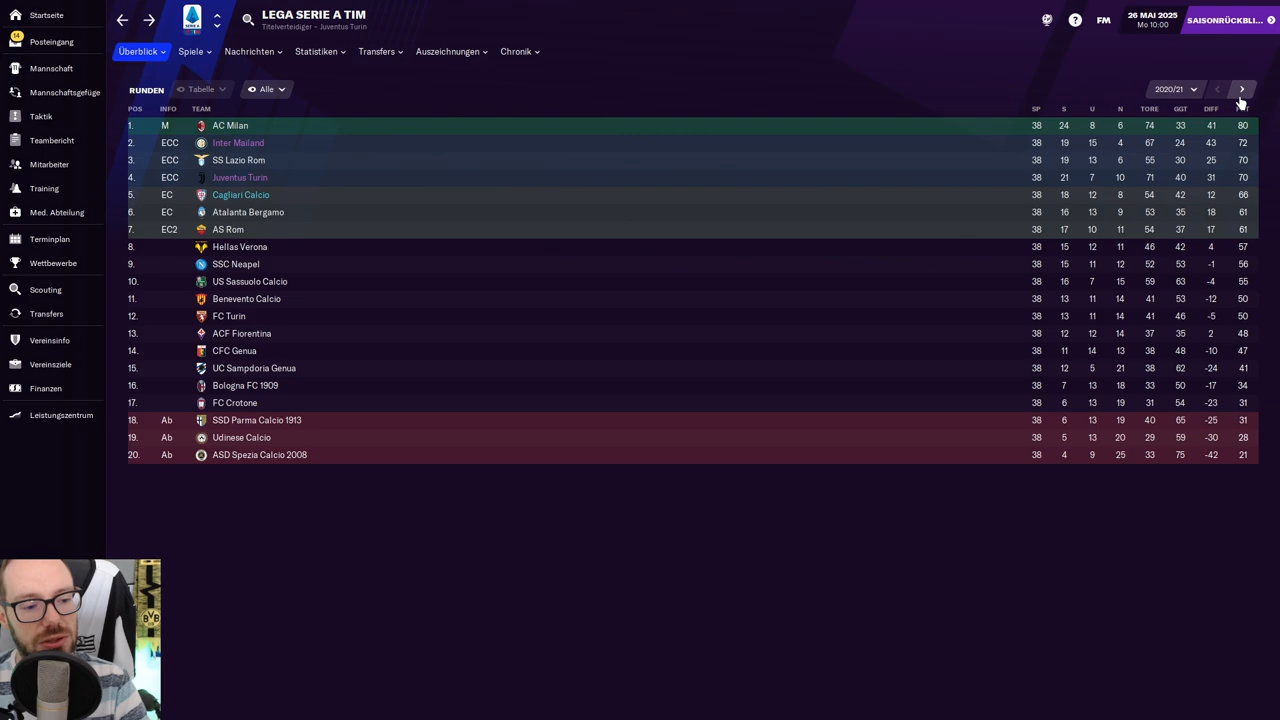 Startseite
14
Posteingang
Mannschaft
Mannschaftsgefüge
Taktik
Teambericht
Mitarbeiter
Training
Med. Abteilung
Terminplan
Wettbewerbe
Scouting
Transfers
Vereinsinfo
Vereinsziele
Finanzen
Leistungszentrum
SERIE A
LEGA SERIE A TIM
Titelverteidiger – Juventus Turin
FM
26 MAI 2025
Mo 10:00
SAISONRÜCKBLI...
Überblick
Spiele
Nachrichten
Statistiken
Transfers
Auszeichnungen
Chronik
RUNDEN
Tabelle
Alle
2020/21
POS INFO TEAM SP S U N TORE GGT DIFF
1. M AC Milan 38 24 8 6 74 33 41 80
2. ECC Inter Mailand 38 19 15 4 67 24 43 72
3. ECC SS Lazio Rom 38 19 13 6 55 30 25 70
4. ECC Juventus Turin 38 21 7 10 71 40 31 70
5. EC Cagliari Calcio 38 18 12 8 54 42 12 66
6. EC Atalanta Bergamo 38 16 13 9 53 35 18 61
7. EC2 AS Rom 38 17 10 11 54 37 17 61
8. Hellas Verona 38 15 12 11 46 42 4 57
9. SSC Neapel 38 15 11 12 52 53 -1 56
10. US Sassuolo Calcio 38 16 7 15 59 63 -4 55
11. Benevento Calcio 38 13 11 14 41 53 -12 50
12. FC Turin 38 13 11 14 41 46 -5 50
13. ACF Fiorentina 38 12 12 14 37 35 2 48
14. CFC Genua 38 11 14 13 38 48 -10 47
15. UC Sampdoria Genua 38 12 5 21 38 62 -24 41
16. Bologna FC 1909 38 7 13 18 33 50 -17 34
17. FC Crotone 38 6 13 19 31 54 -23 31
18. Ab SSD Parma Calcio 1913 38 6 13 19 40 65 -25 31
19. Ab Udinese Calcio 38 5 13 20 29 59 -30 28
20. Ab ASD Spezia Calcio 2008 38 4 9 25 33 75 -42 21
BVB